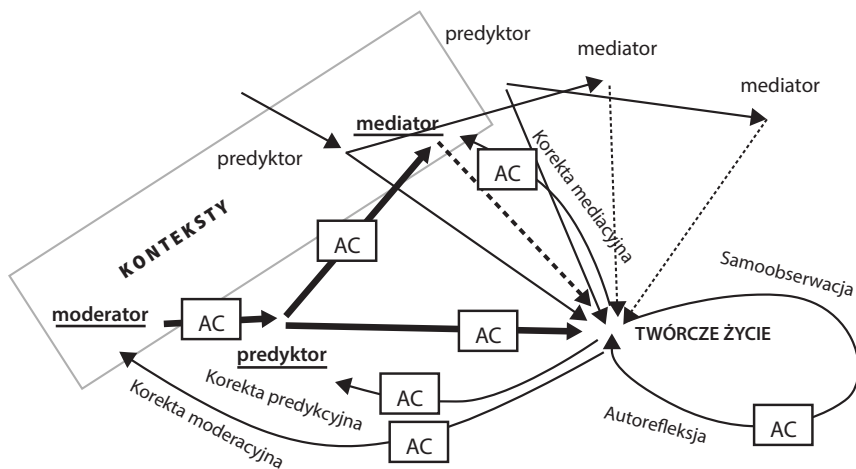 predyktor
mediator
mediator
mediator
predyktor
AC
Korekta mediacyjna
KONTEKSTY
AC
Samoobserwacja
moderator
AC
AC
TWÓRCZE ŻYCIE
predyktor
Korekta predykcyjna
AC
Korekta moderacyjna
AC
Autorefleksja
AC